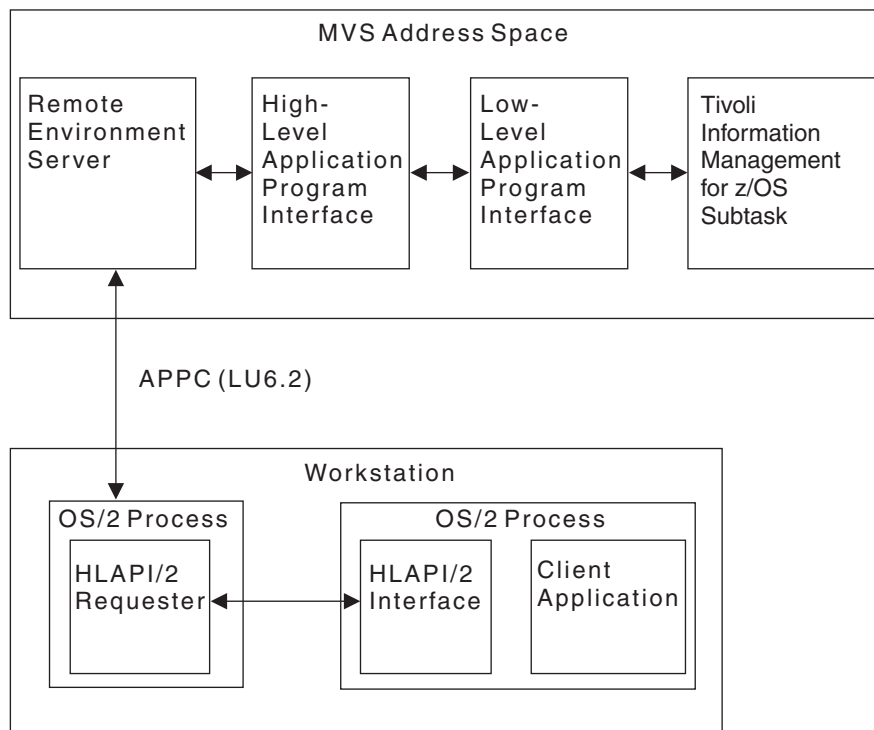 MVS Address Space
Remote
Environment
Server
High-
Level
Application
Program
Interface
Low-
Level
Application
Program
Interface
Tivoli
Information
Management
for z/OS
Subtask
APPC (LU6.2)
Workstation
OS/2 Process
HLAPI/2
Requester
OS/2 Process
HLAPI/2
Interface
Client
Application